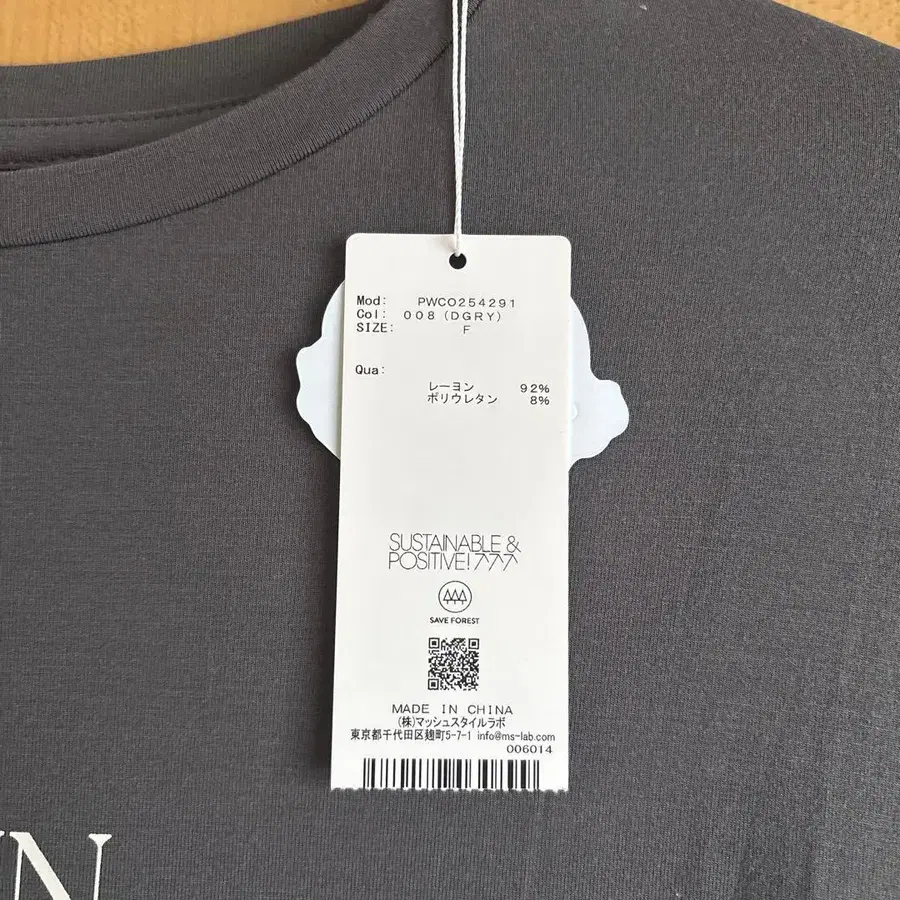 Mod: PWCO254291
Col: 008 (DGRY)
SIZE: F
Qua:
レーヨン 92%
ポリウレタン 8%
SUSTAINABLE &
POSITIVE!
SAVE FOREST
MADE IN CHINA
(株)マッシュスタイルラボ
東京都千代田区麹町5-7-1 info@ms-lab.com
006014
N